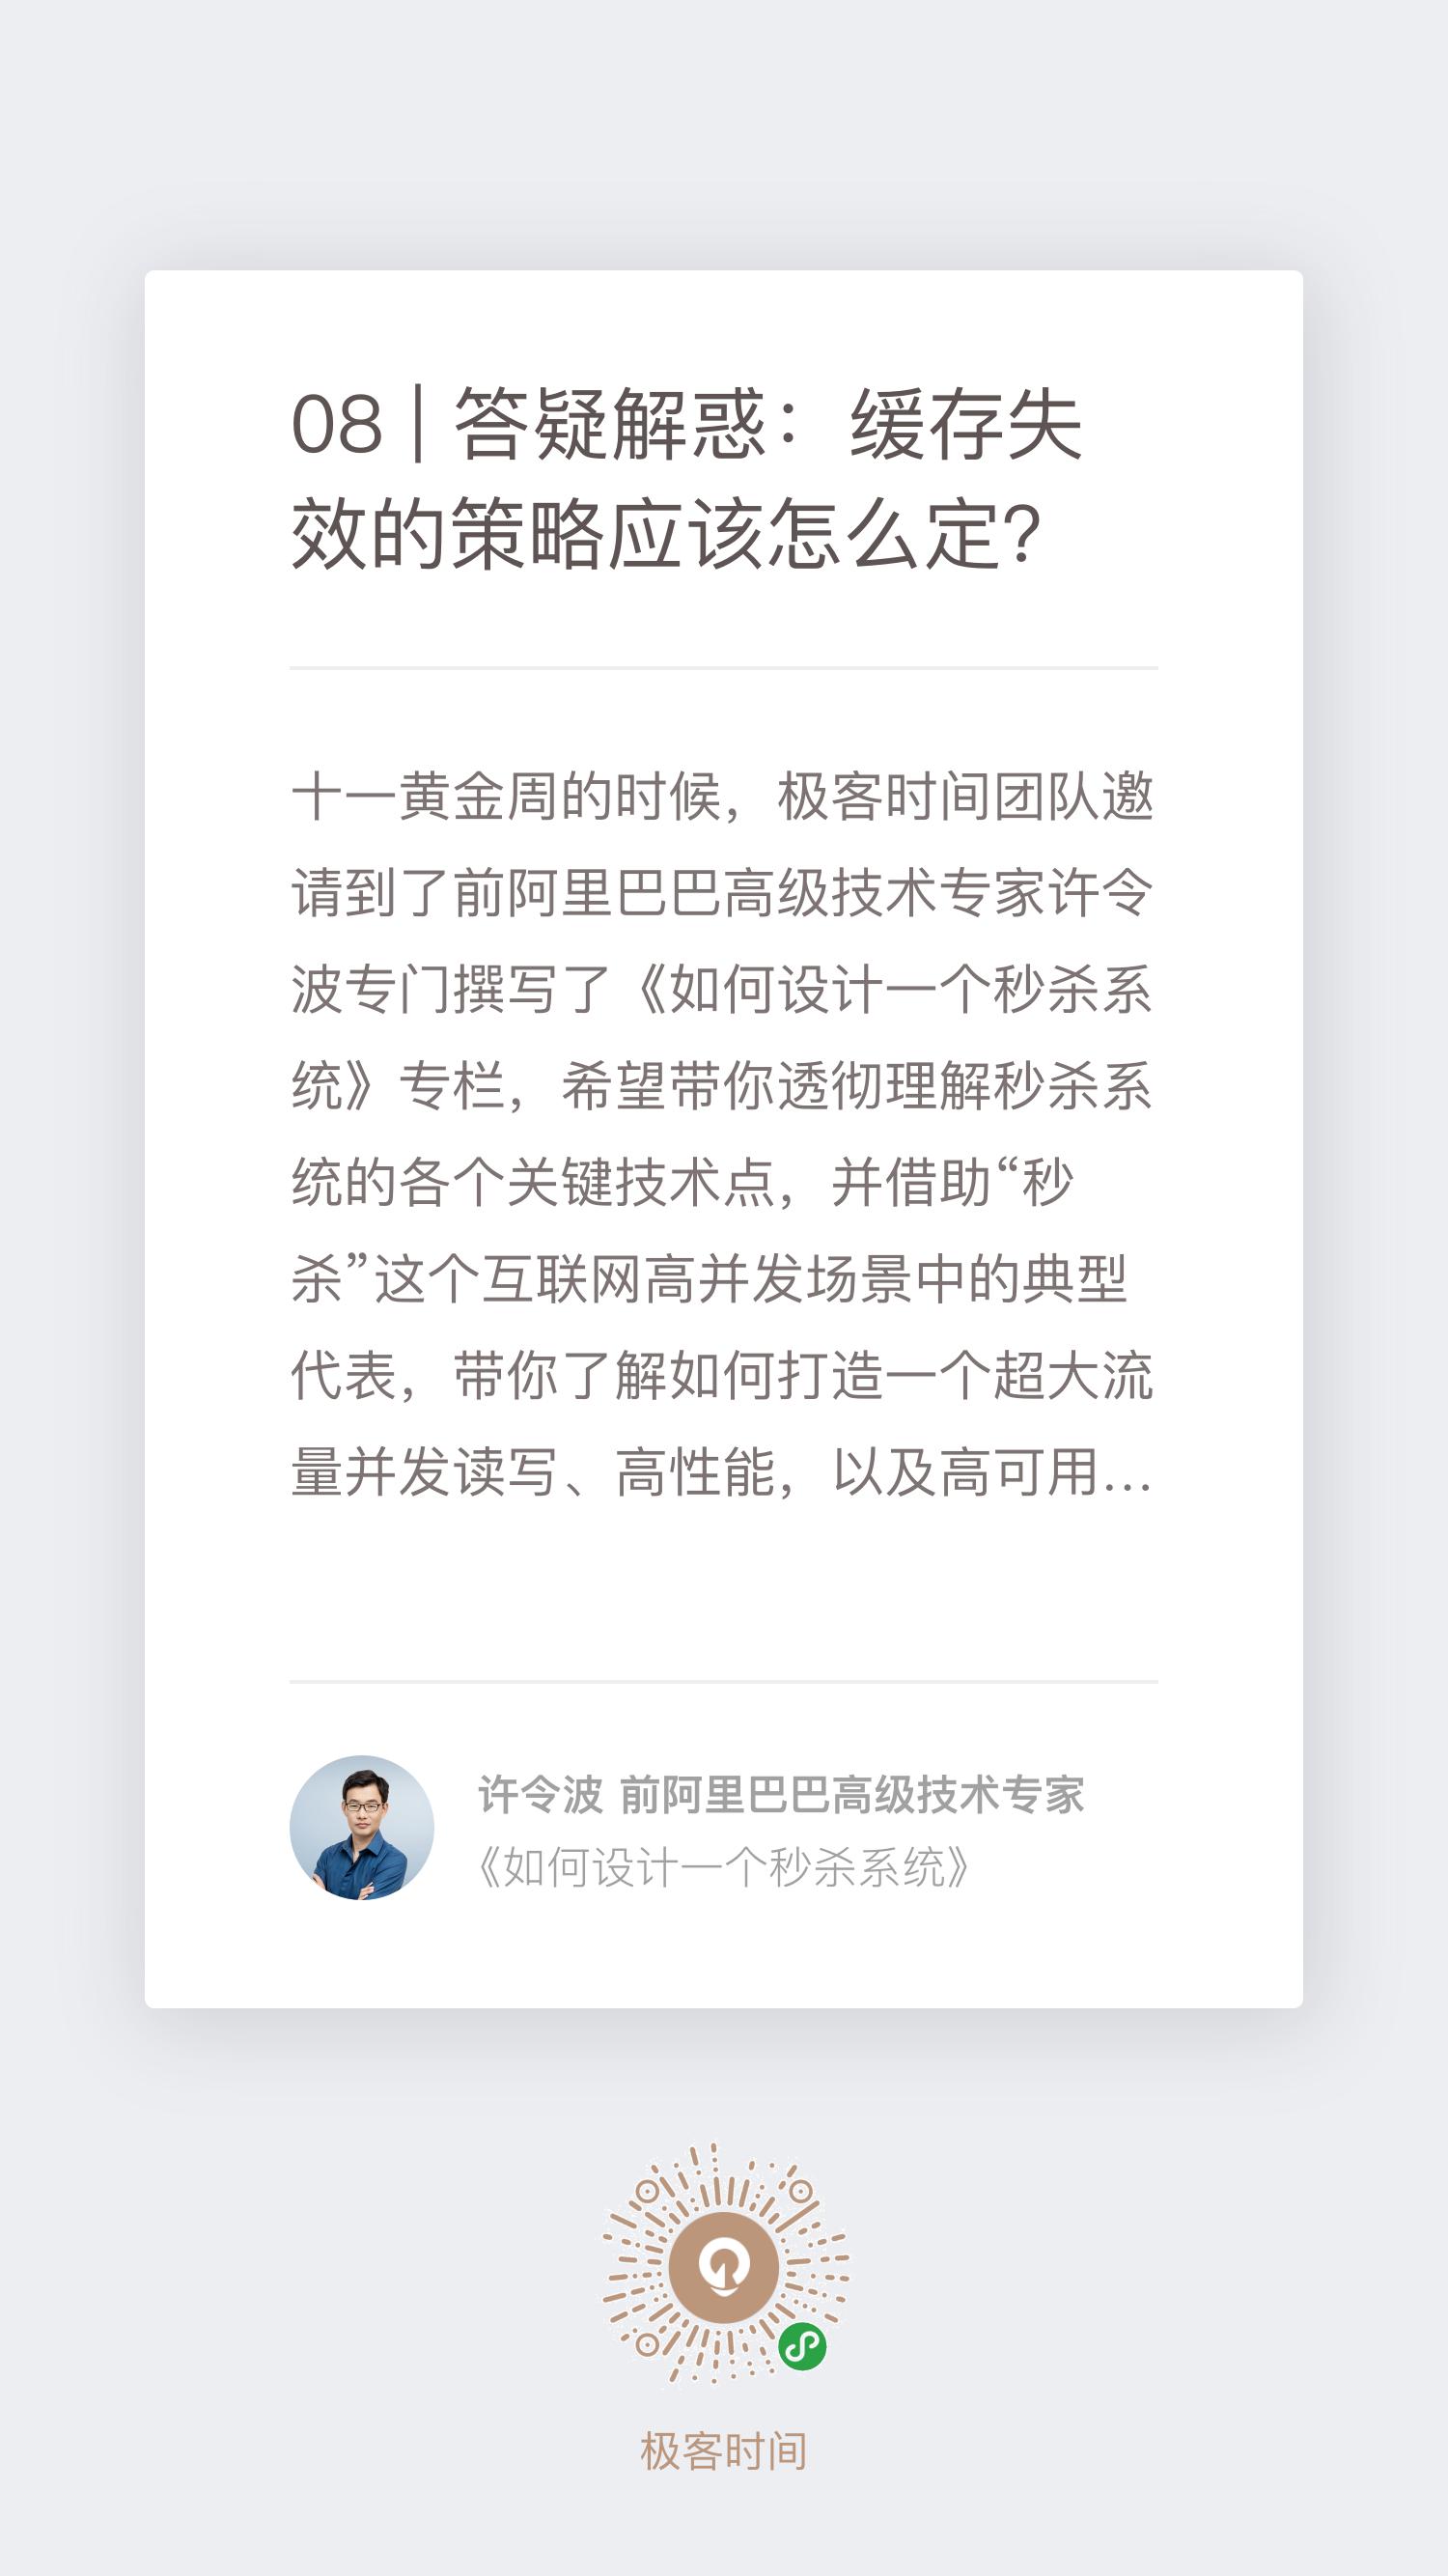 08 | 答疑解惑：缓存失
效的策略应该怎么定?
十一黄金周的时候，极客时间团队邀
请到了前阿里巴巴高级技术专家许令
波专门撰写了《如何设计一个秒杀系
统》专栏，希望带你透彻理解秒杀系
统的各个关键技术点，并借助“秒
杀”这个互联网高并发场景中的典型
代表，带你了解如何打造一个超大流
量并发读写、高性能，以及高可用…
许令波 前阿里巴巴高级技术专家
《如何设计一个秒杀系统》
极客时间